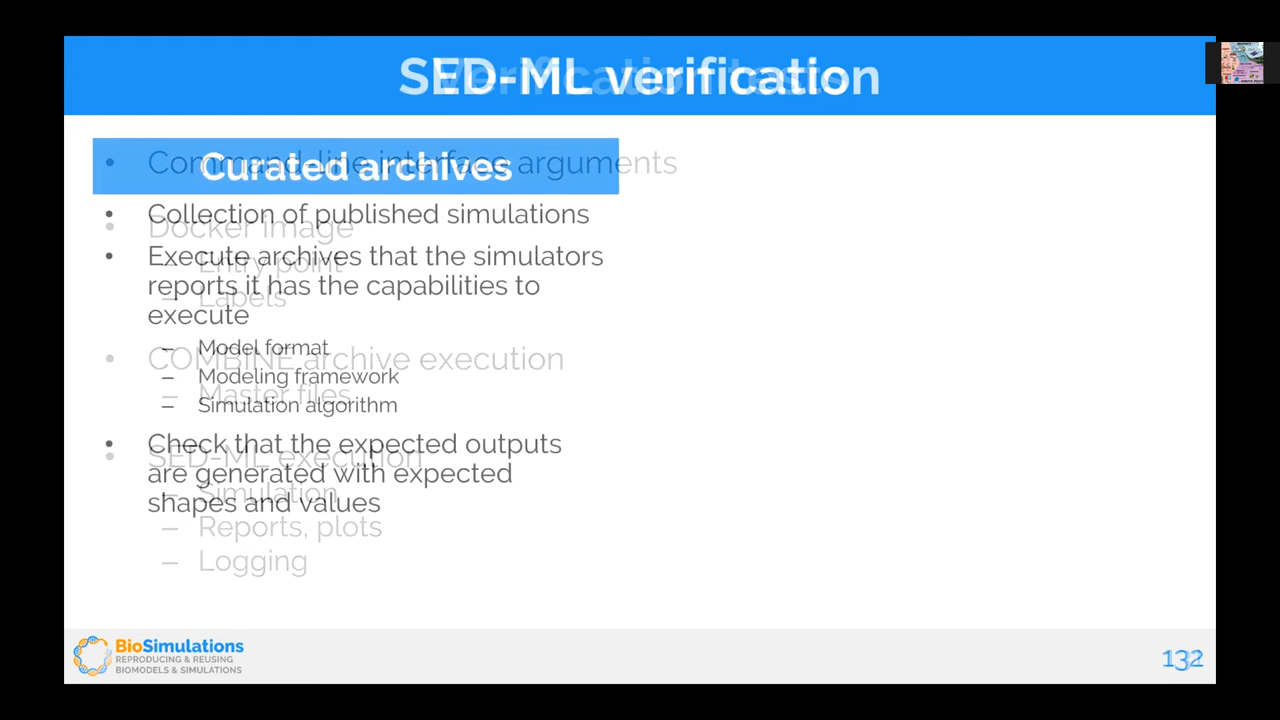 SED-ML verification
Verification tests
Curated archives
Command-line interface arguments
• Collection of published simulations
• Docker image
• Execute archives that the simulators
– Entry point
reports it has the capabilities to
– Labels
execute
– Model format
• COMBINE archive execution
– Modeling framework
– Master files
– Simulation algorithm
• Check that the expected outputs
• SED-ML execution
are generated with expected
– Simulation
shapes and values
– Reports, plots
– Logging
BioSimulations
REPRODUCING & REUSING
BIOMODELS & SIMULATIONS
132